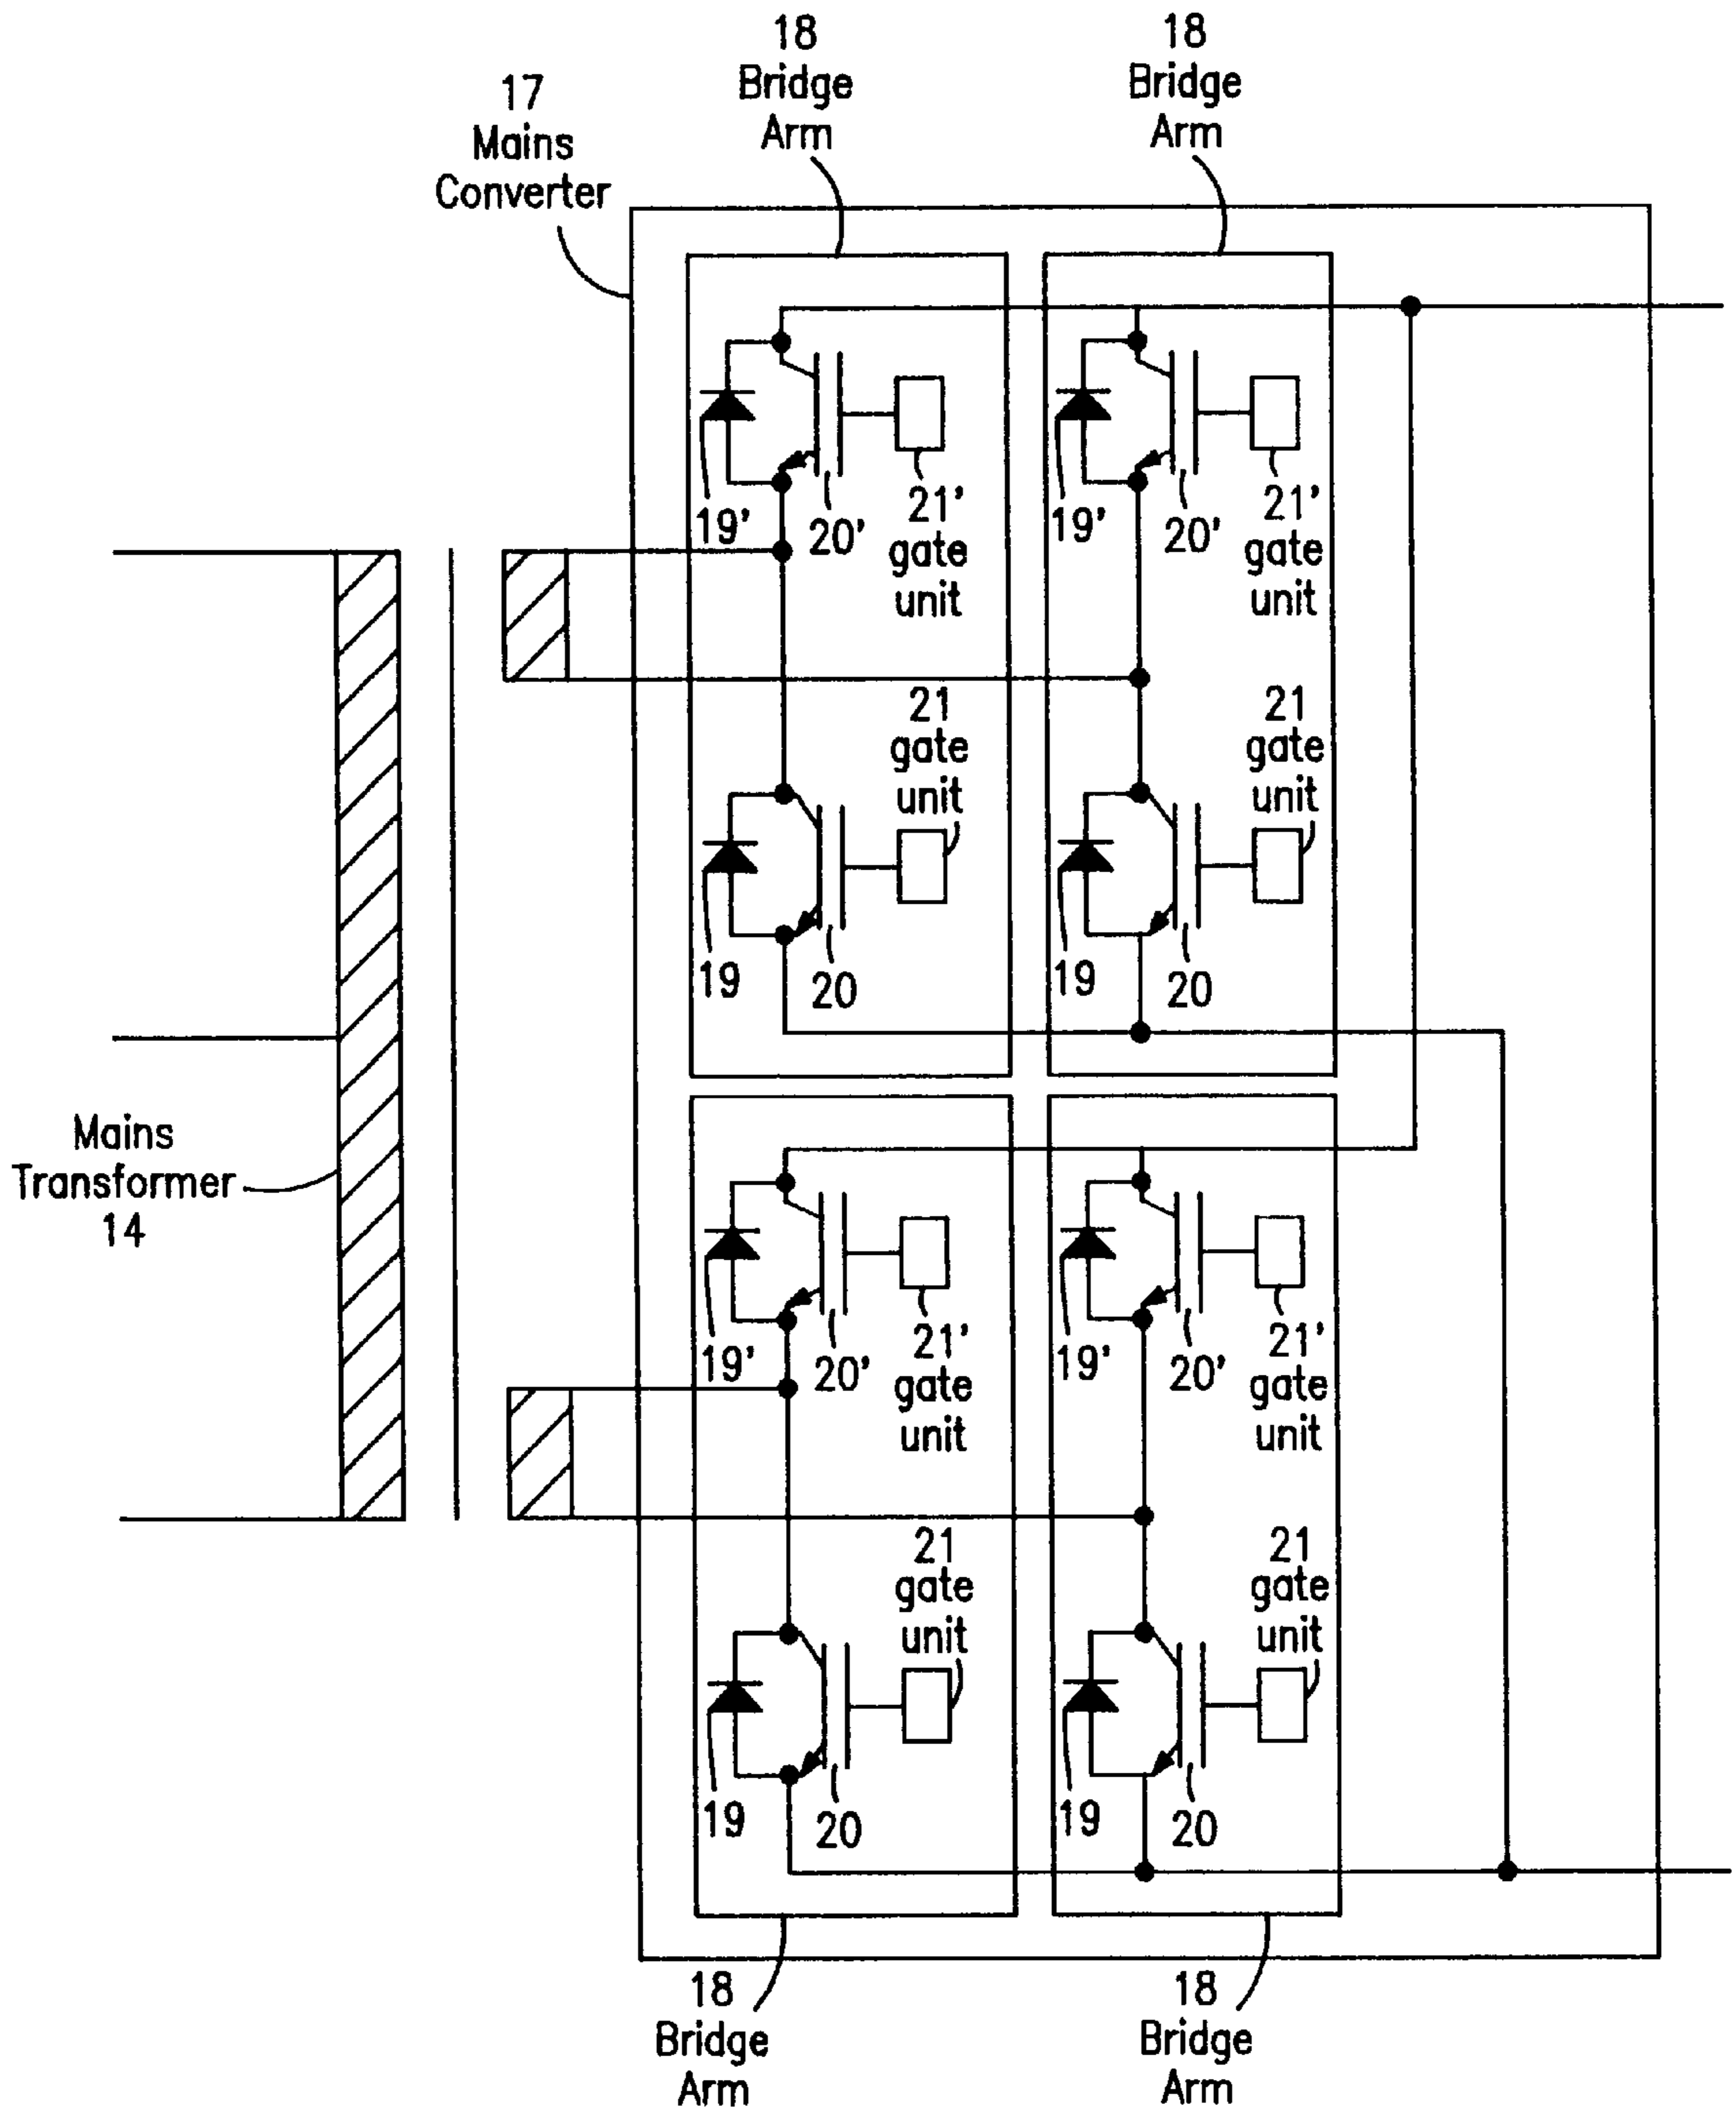 18
Bridge
Arm
18
Bridge
Arm
17
Mains
Converter
19'
20'
21'
gate
unit
19'
20'
21'
gate
unit
21
gate
unit
21
gate
unit
19
20
19
20
Mains
Transformer
14
19'
20'
21'
gate
unit
19'
20'
21'
gate
unit
21
gate
unit
21
gate
unit
19
20
19
20
18
Bridge
Arm
18
Bridge
Arm